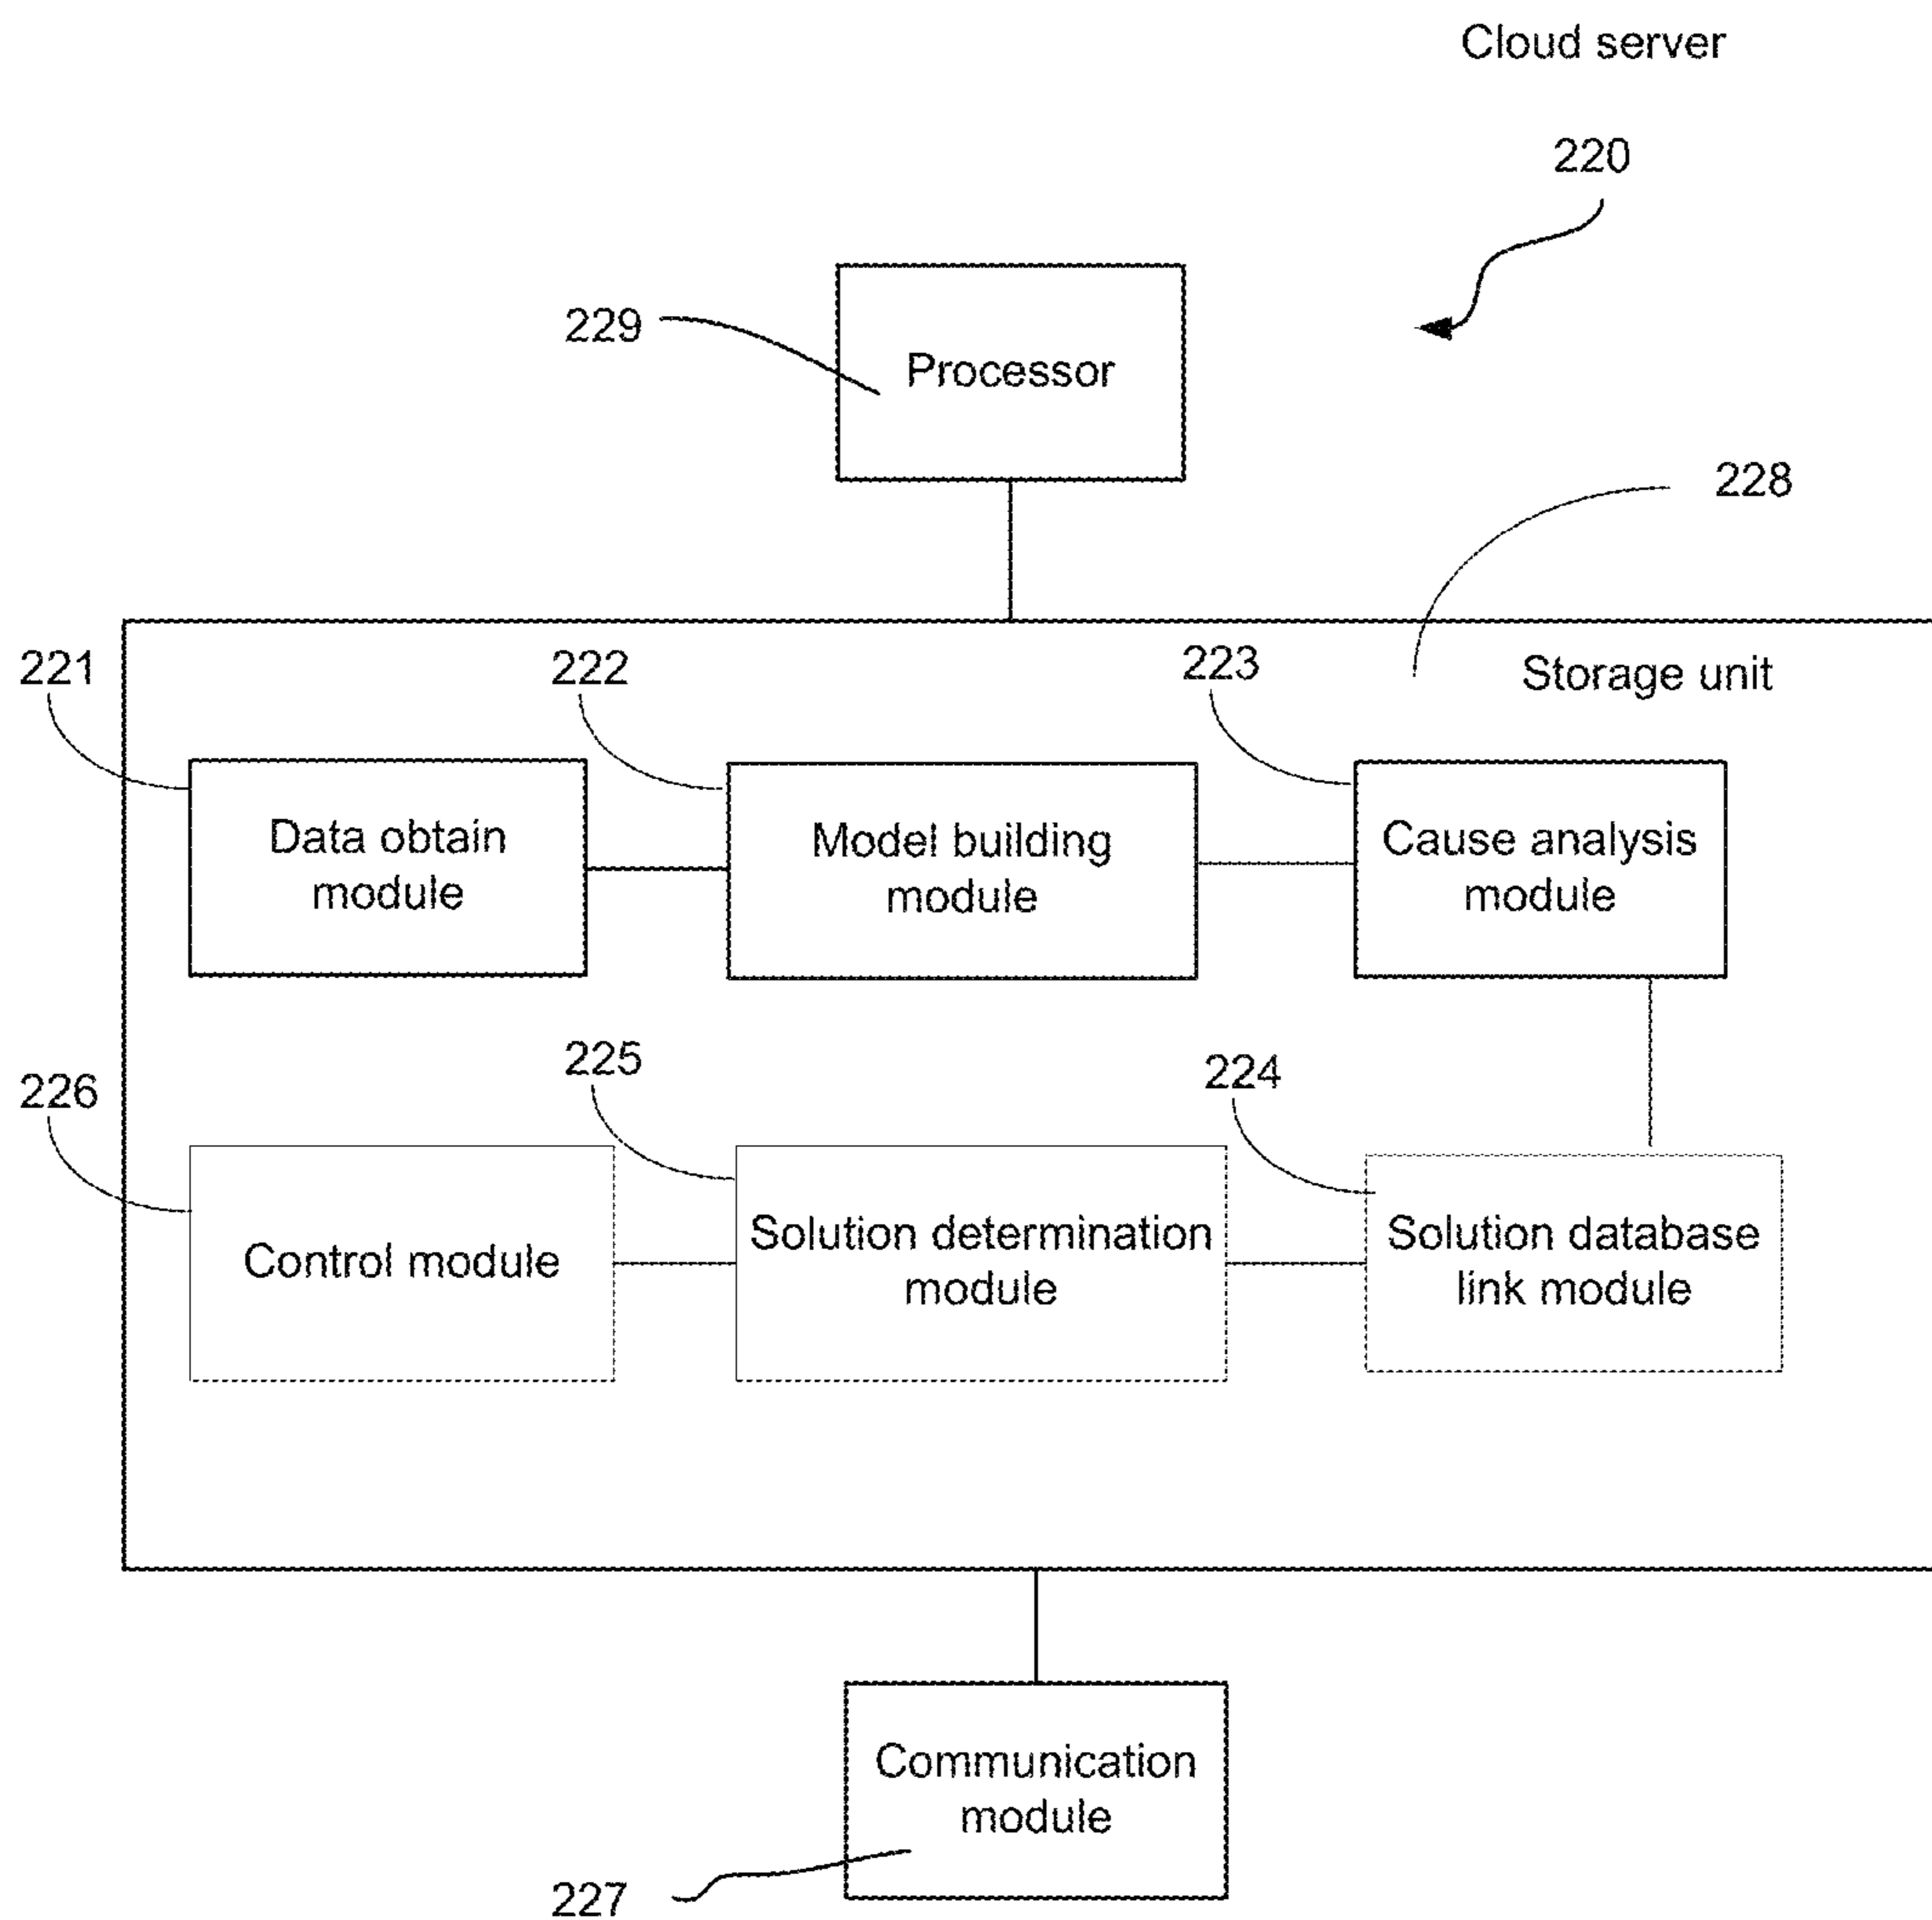 Cloud server
220
229
Processor
228
221
222
223
Storage unit
Data obtain
module
Model building
module
Cause analysis
module
226
225
224
Control module
Solution determination
module
Solution database
link module
Communication
module
227